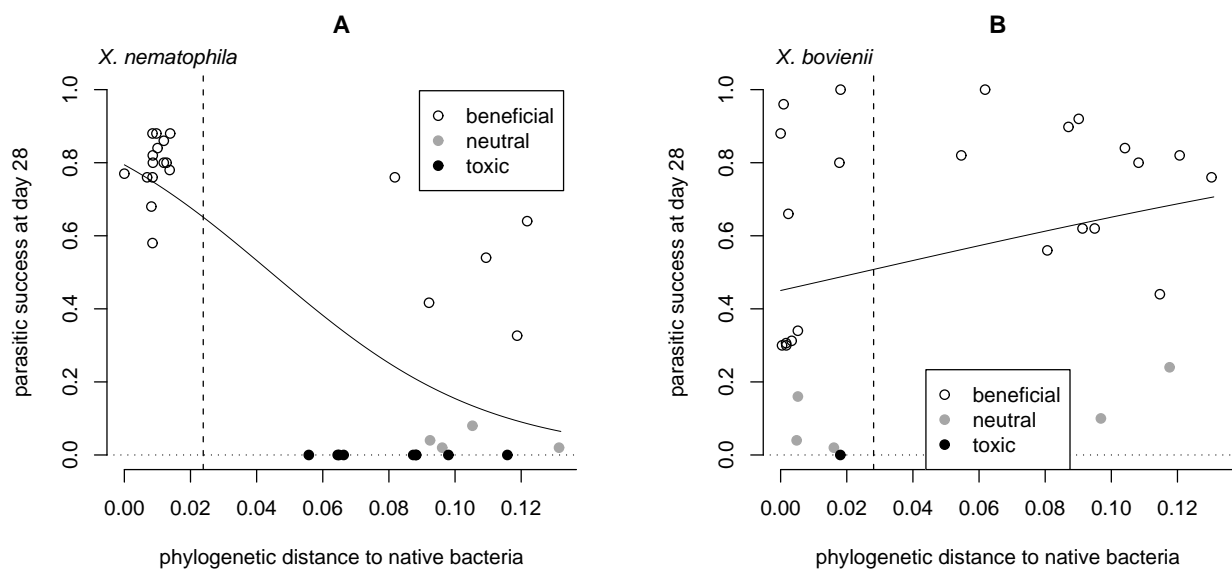 A
X. nematophila
parasitic success at day 28
1.0
0.8
0.6
0.4
0.2
0.0
beneficial
neutral
toxic
0.00 0.02 0.04 0.06 0.08 0.10 0.12
phylogenetic distance to native bacteria
B
X. bovienii
parasitic success at day 28
1.0
0.8
0.6
0.4
0.2
0.0
beneficial
neutral
toxic
0.00 0.02 0.04 0.06 0.08 0.10 0.12
phylogenetic distance to native bacteria